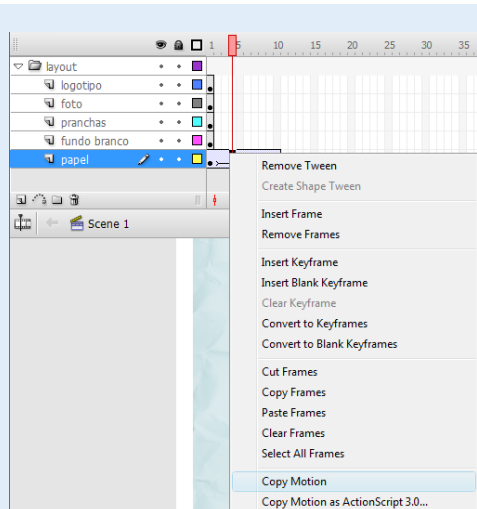 1 5 10 15 20 25 30 35
layout
logotipo
foto
pranchas
fundo branco
papel
Scene 1
Remove Tween
Create Shape Tween
Insert Frame
Remove Frames
Insert Keyframe
Insert Blank Keyframe
Clear Keyframe
Convert to Keyframes
Convert to Blank Keyframes
Cut Frames
Copy Frames
Paste Frames
Clear Frames
Select All Frames
Copy Motion
Copy Motion as ActionScript 3.0...